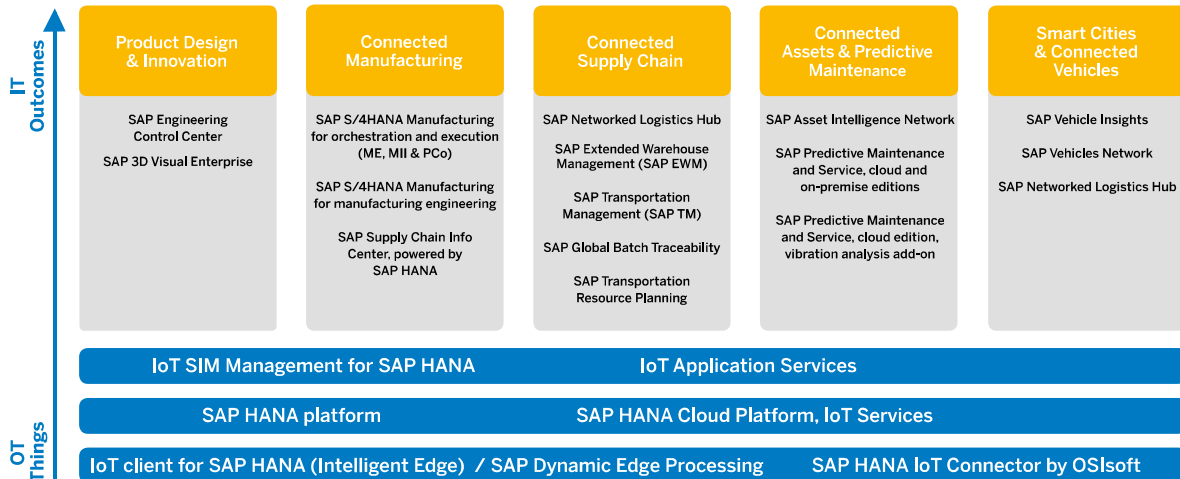 IT
Outcomes
Product Design
& Innovation
SAP Engineering
Control Center
SAP 3D Visual Enterprise
Connected
Manufacturing
SAP S/4HANA Manufacturing
for orchestration and execution
(ME, MII & PCo)
SAP S/4HANA Manufacturing
for manufacturing engineering
SAP Supply Chain Info
Center, powered by
SAP HANA
Connected
Supply Chain
SAP Networked Logistics Hub
SAP Extended Warehouse
Management (SAP EWM)
SAP Transportation
Management (SAP TM)
SAP Global Batch Traceability
SAP Transportation
Resource Planning
Connected
Assets & Predictive
Maintenance
SAP Asset Intelligence Network
SAP Predictive Maintenance
and Service, cloud and
on-premise editions
SAP Predictive Maintenance
and Service, cloud edition,
vibration analysis add-on
Smart Cities
& Connected
Vehicles
SAP Vehicle Insights
SAP Vehicles Network
SAP Networked Logistics Hub
IoT SIM Management for SAP HANA
IoT Application Services
SAP HANA platform
SAP HANA Cloud Platform, IoT Services
OT
Things
IoT client for SAP HANA (Intelligent Edge) / SAP Dynamic Edge Processing
SAP HANA IoT Connector by OSIsoft